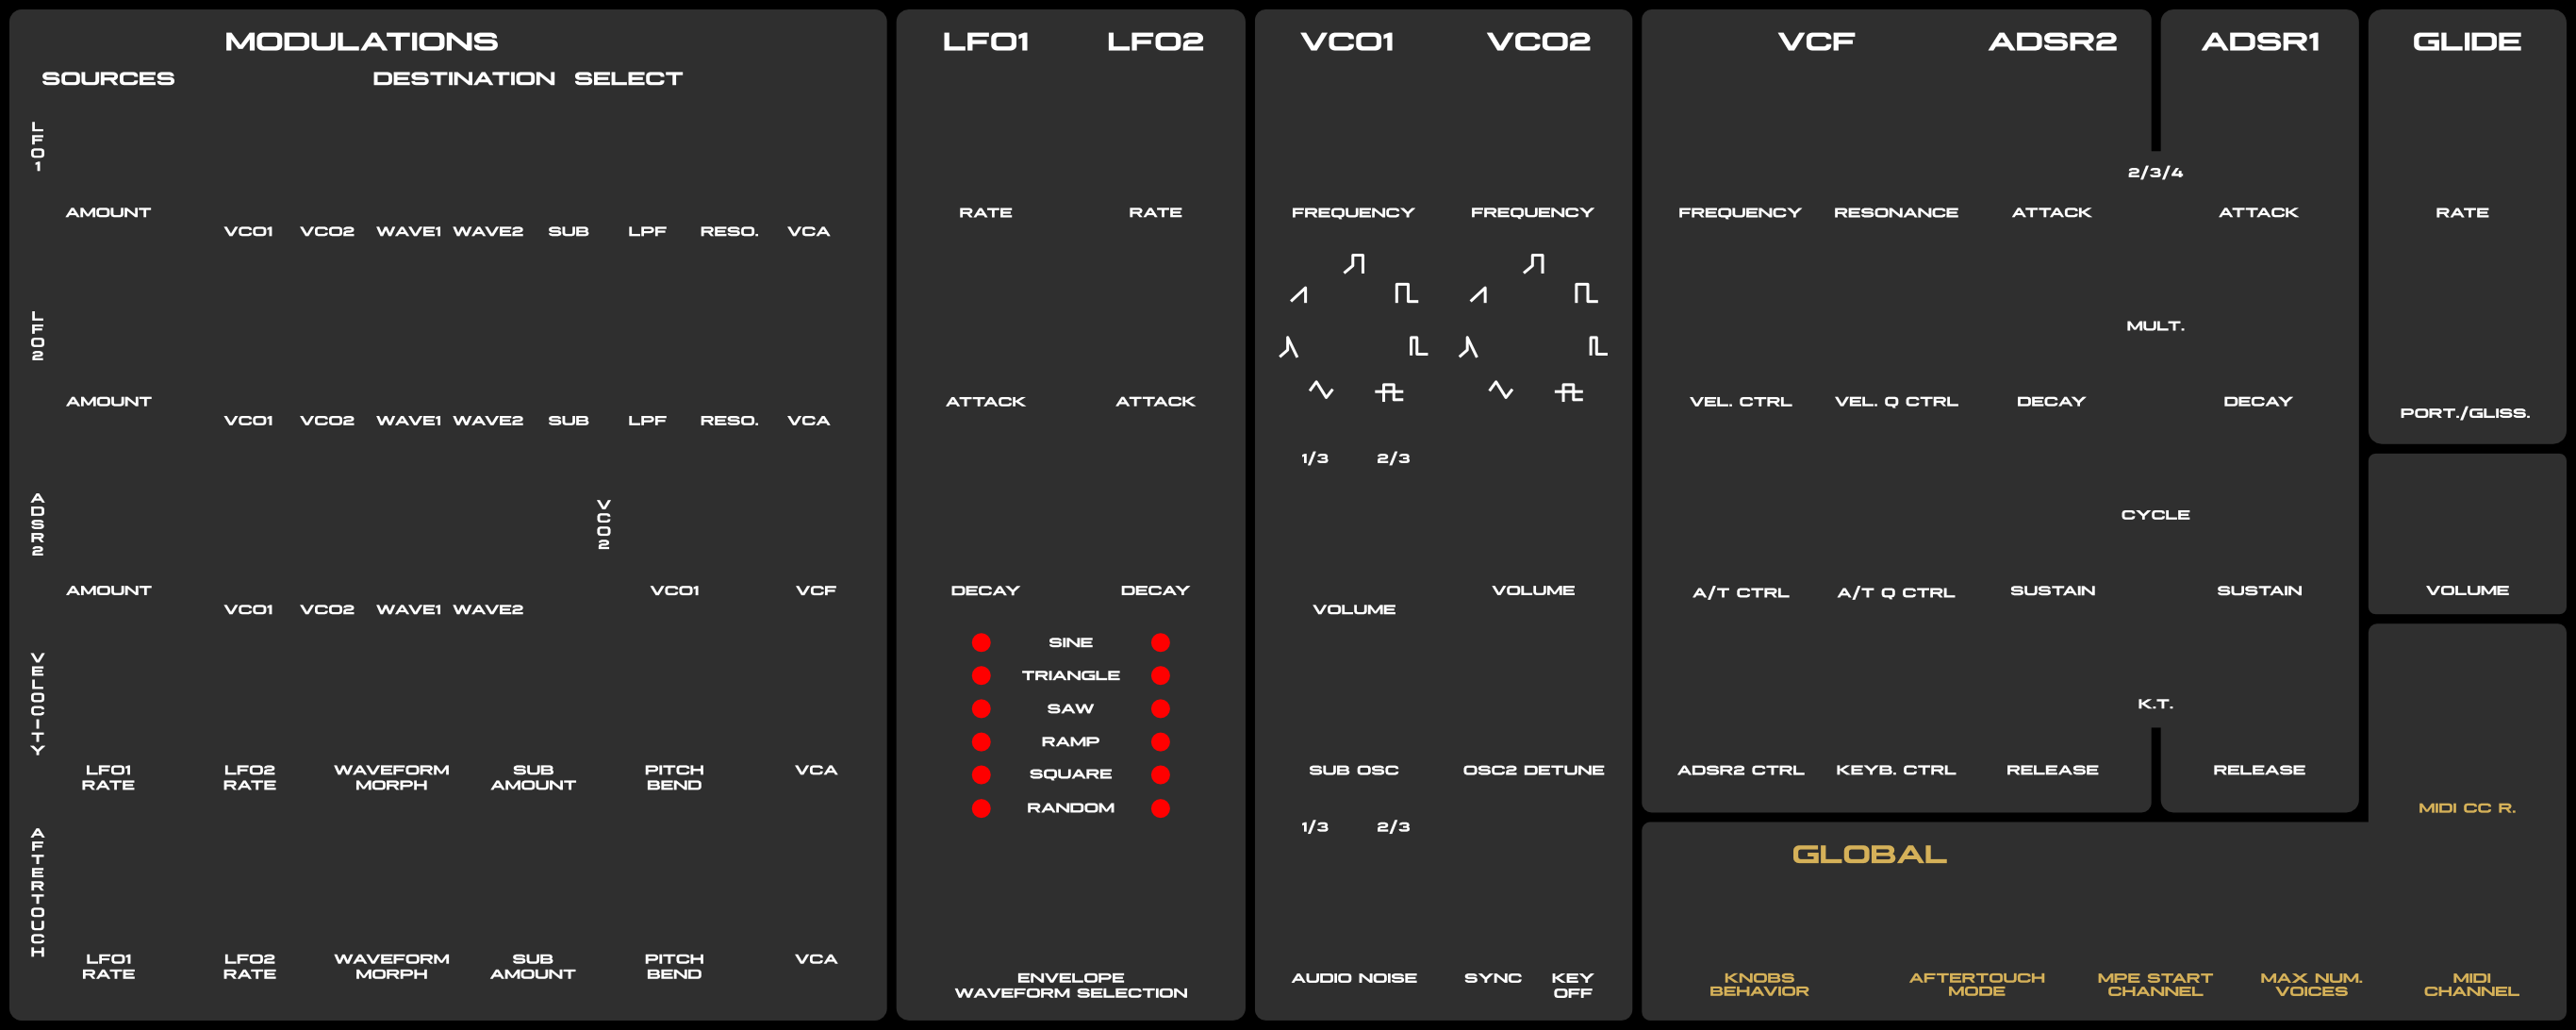 MODULATIONS
SOURCES DESTINATION SELECT
LFO1
AMOUNT
VCO1 VCO2 WAVE1 WAVE2 SUB LPF RESO. VCA
LFO2
AMOUNT
VCO1 VCO2 WAVE1 WAVE2 SUB LPF RESO. VCA
ADSR2
VCO2
AMOUNT
VCO1 VCF
VCO1 VCO2 WAVE1 WAVE2
VELOCITY
LFO1 LFO2 WAVEFORM SUB PITCH VCA
RATE RATE MORPH AMOUNT BEND
AFTERTOUCH
LFO1 LFO2 WAVEFORM SUB PITCH VCA
RATE RATE MORPH AMOUNT BEND
LFO1 LFO2
RATE RATE
ATTACK ATTACK
DECAY DECAY
SINE
TRIANGLE
SAW
RAMP
SQUARE
RANDOM
ENVELOPE
WAVEFORM SELECTION
VCO1 VCO2
FREQUENCY FREQUENCY
1/3 2/3
VOLUME
VOLUME
SUB OSC OSC2 DETUNE
1/3 2/3
AUDIO NOISE SYNC KEY
OFF
VCF ADSR2 ADSR1
2/3/4
FREQUENCY RESONANCE ATTACK ATTACK
MULT.
VEL. CTRL VEL. Q CTRL DECAY DECAY
CYCLE
A/T CTRL A/T Q CTRL SUSTAIN SUSTAIN
K.T.
ADSR2 CTRL KEYB. CTRL RELEASE RELEASE
GLIDE
RATE
PORT./GLISS.
VOLUME
MIDI CC R.
GLOBAL
KNOBS AFTERTOUCH MPE START MAX NUM. MIDI
BEHAVIOR MODE CHANNEL VOICES CHANNEL